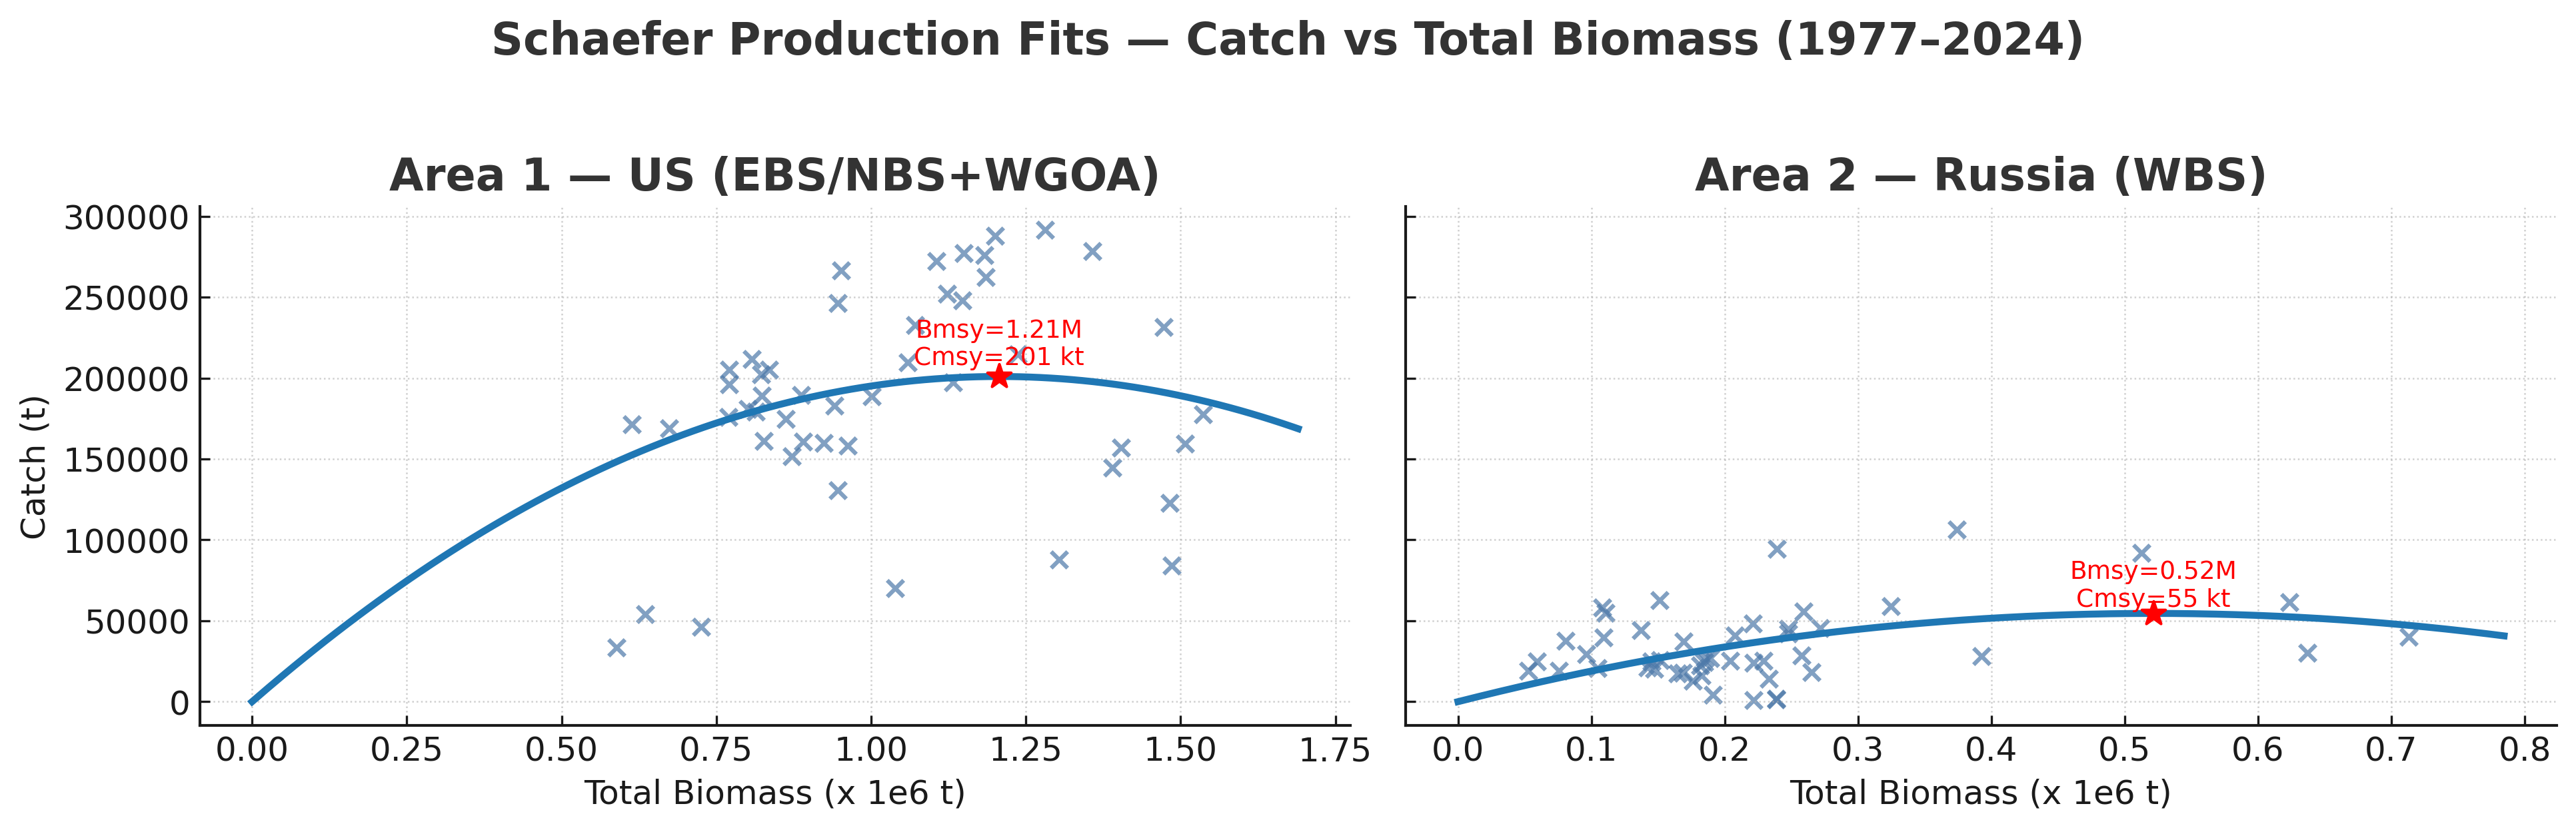 Schaefer Production Fits — Catch vs Total Biomass (1977–2024)
Area 1 — US (EBS/NBS+WGOA)
300000
250000
200000
150000
100000
50000
0
Catch (t)
Bmsy=1.21M
Cmsy=201 kt
0.00 0.25 0.50 0.75 1.00 1.25 1.50 1.75
Total Biomass (x 1e6 t)
Area 2 — Russia (WBS)
Bmsy=0.52M
Cmsy=55 kt
0.0 0.1 0.2 0.3 0.4 0.5 0.6 0.7 0.8
Total Biomass (x 1e6 t)